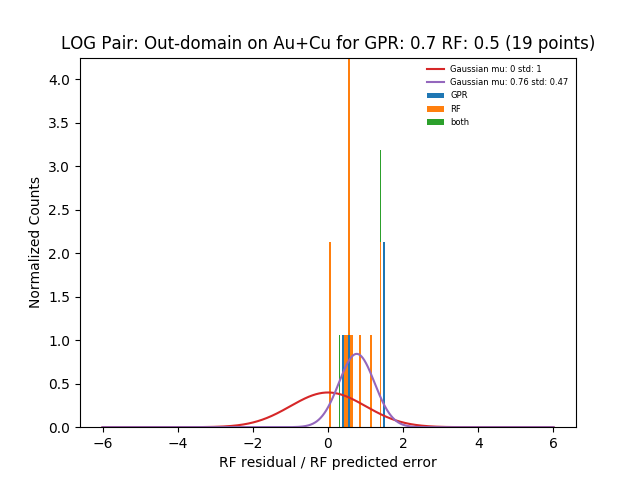 LOG Pair: Out-domain on Au+Cu for GPR: 0.7 RF: 0.5 (19 points)
Gaussian mu: 0 std: 1
Gaussian mu: 0.76 std: 0.47
GPR
RF
both
Normalized Counts
4.0
3.5
3.0
2.5
2.0
1.5
1.0
0.5
0.0
−6 −4 −2 0 2 4 6
RF residual / RF predicted error